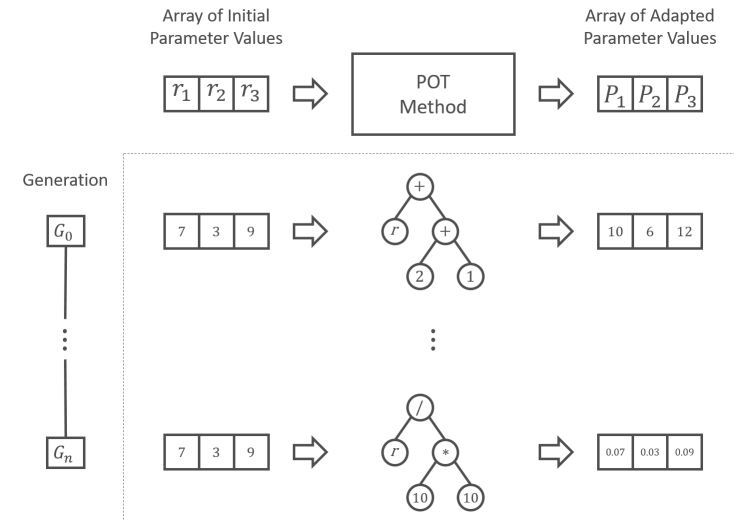 Array of Initial
Parameter Values
Array of Adapted
Parameter Values
r₁ r₂ r₃
POT
Method
P₁ P₂ P₃
Generation
G₀
7 3 9
+
r +
2 1
10 6 12
⋮ ⋮
Gₙ
7 3 9
/
r *
10 10
0.07 0.03 0.09